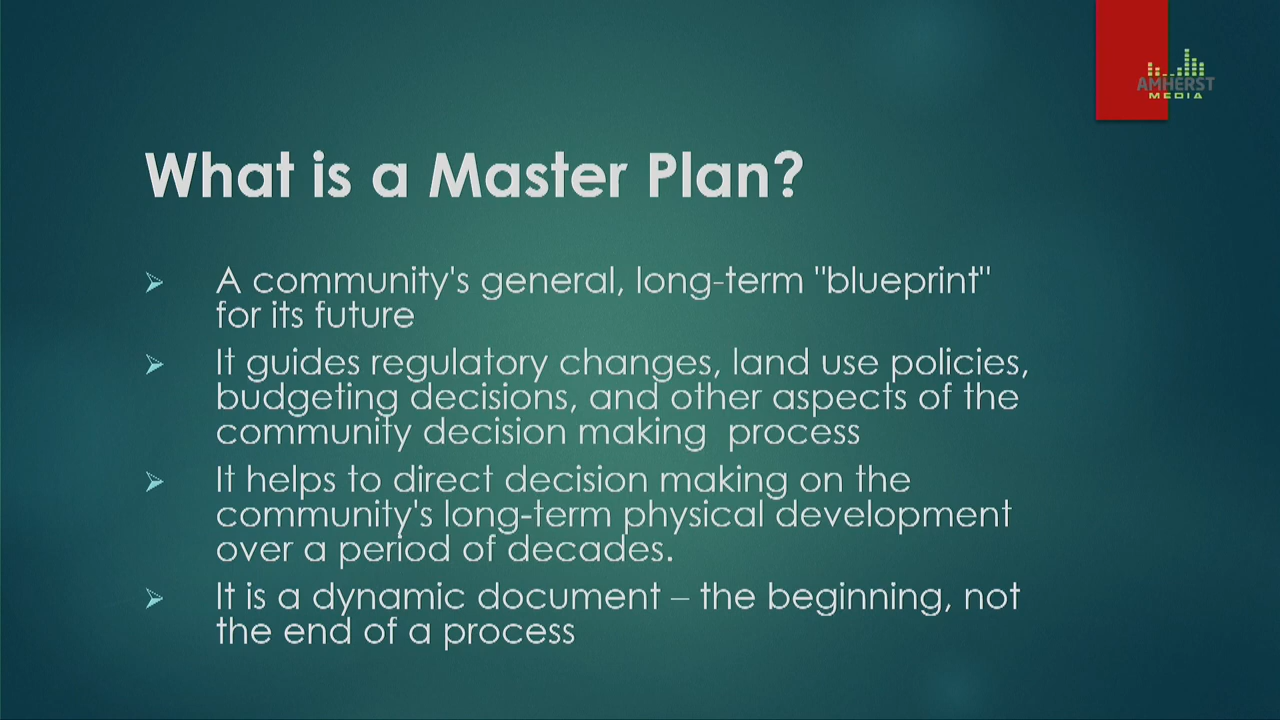 AMHERST
MEDIA
What is a Master Plan?
A community's general, long-term "blueprint"
for its future
It guides regulatory changes, land use policies,
budgeting decisions, and other aspects of the
community decision making  process
It helps to direct decision making on the
community's long-term physical development
over a period of decades.
It is a dynamic document – the beginning, not
the end of a process